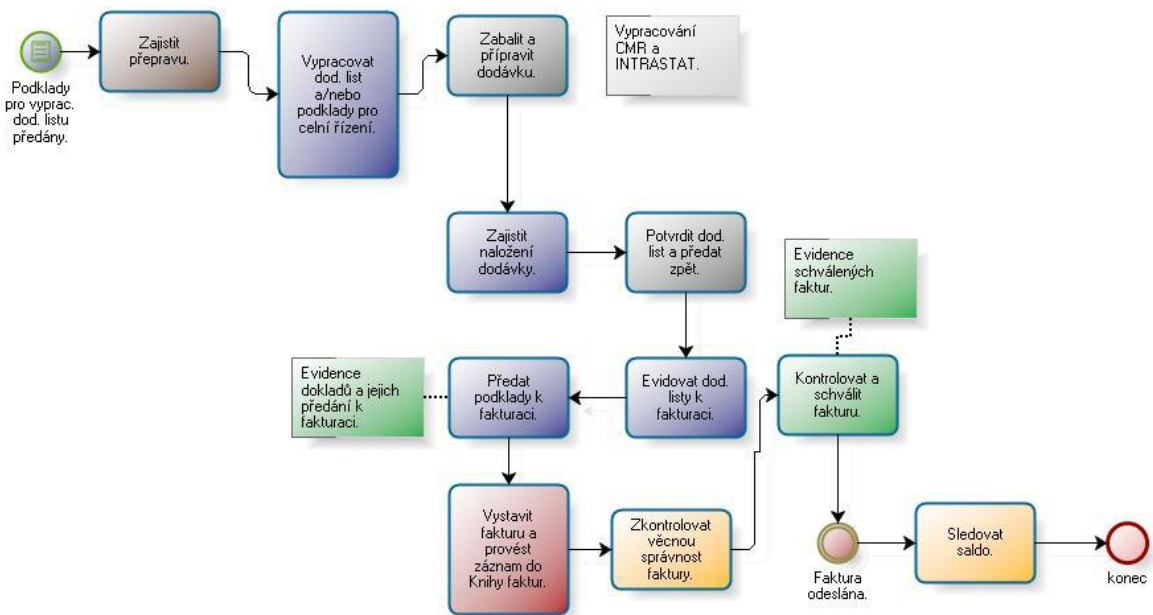 Podklady
pro vyprac.
dod. listu
předány.
Zajistit
přepravu.
Vypracovat
dod. list
a/nebo
podklady pro
celní řízení.
Zabalit a
přípravit
dodávku.
Vypracování
CMR a
INTRASTAT.
Zajistit
naložení
dodávky.
Potvrdit dod.
list a předat
zpět.
Evidence
schválených
faktur.
Evidence
dokladů a jejich
předání k
fakturaci.
Předat
podklady k
fakturaci.
Evidovat dod.
listy k
fakturaci.
Kontrolovat a
schválit
fakturu.
Vystavit
fakturu a
provést
záznam do
Knihy faktur.
Zkontrolovat
věcnou
správnost
faktury.
Faktura
odeslána.
Sledovat
saldo.
konec